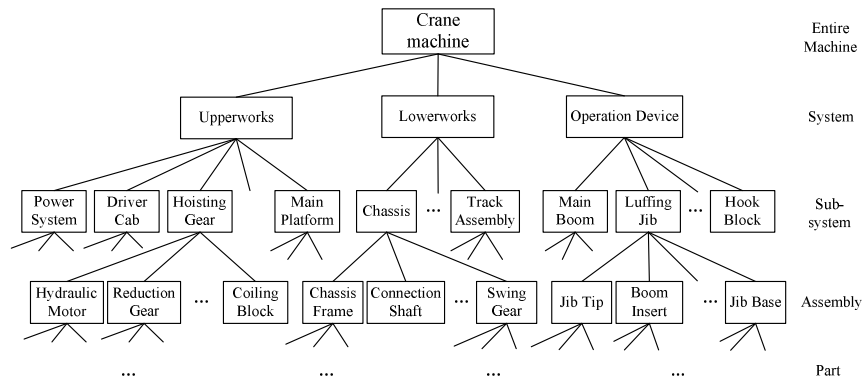 Crane
machine
Entire
Machine
Upperworks
Lowerworks
Operation Device
System
Power
System
Driver
Cab
Hoisting
Gear
Main
Platform
Chassis
...
Track
Assembly
Main
Boom
Luffing
Jib
...
Hook
Block
Sub-
system
Hydraulic
Motor
Reduction
Gear
...
Coiling
Block
Chassis
Frame
Connection
Shaft
...
Swing
Gear
Jib Tip
Boom
Insert
...
Jib Base
Assembly
...
...
...
...
Part